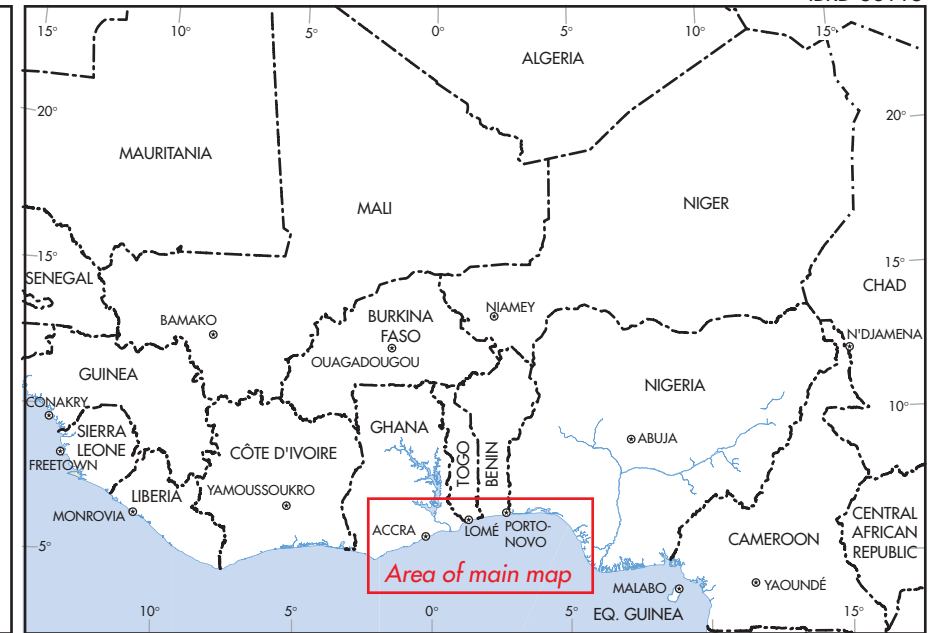 15° 10° 5° 0° 5° 10° 15°
ALGERIA
20° 20°
MAURITANIA
MALI
NIGER
15° 15°
SENEGAL
CHAD
NIAMEY
BAMAKO
BURKINA
FASO
N'DJAMENA
OUAGADOUGOU
GUINEA
NIGERIA
CONAKRY
10°
SIERRA
LEONE
GHANA
ABUJA
FREETOWN
CÔTE D'IVOIRE
TOGO
BENIN
LIBERIA
YAMOUSSOUKRO
MONROVIA
ACCRA
LOMÉ
PORTO-
NOVO
CENTRAL
AFRICAN
REPUBLIC
CAMEROON
5°
Area of main map
MALABO
YAOUNDÉ
EQ. GUINEA
10° 5° 0° 5° 15°